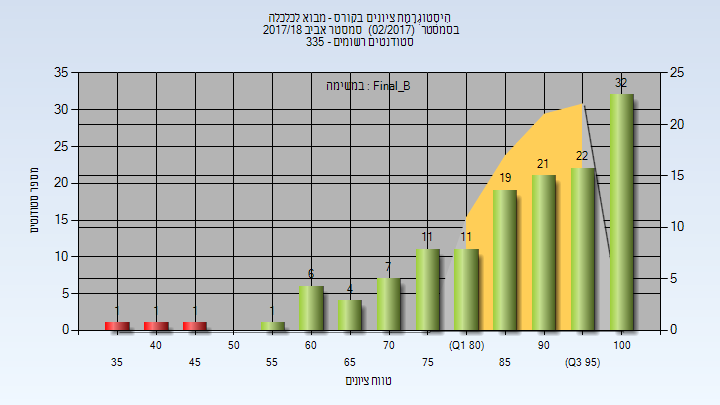 היסטוגרמת ציונים בקורס - מבוא לכלכלה
בסמסטר (02/2017) סמסטר אביב 2017/18
סטודנטים רשומים - 335
במשימה : Final_B
35 30 25 20 15 10 5 0
מספר סטודנטים
25 20 15 10 5 0
1 1 1 1 6 4 7 11 11 19 21 22 32
40 50 60 70 (Q1 80) 90 100
35 45 55 65 75 85 (Q3 95)
טווח ציונים